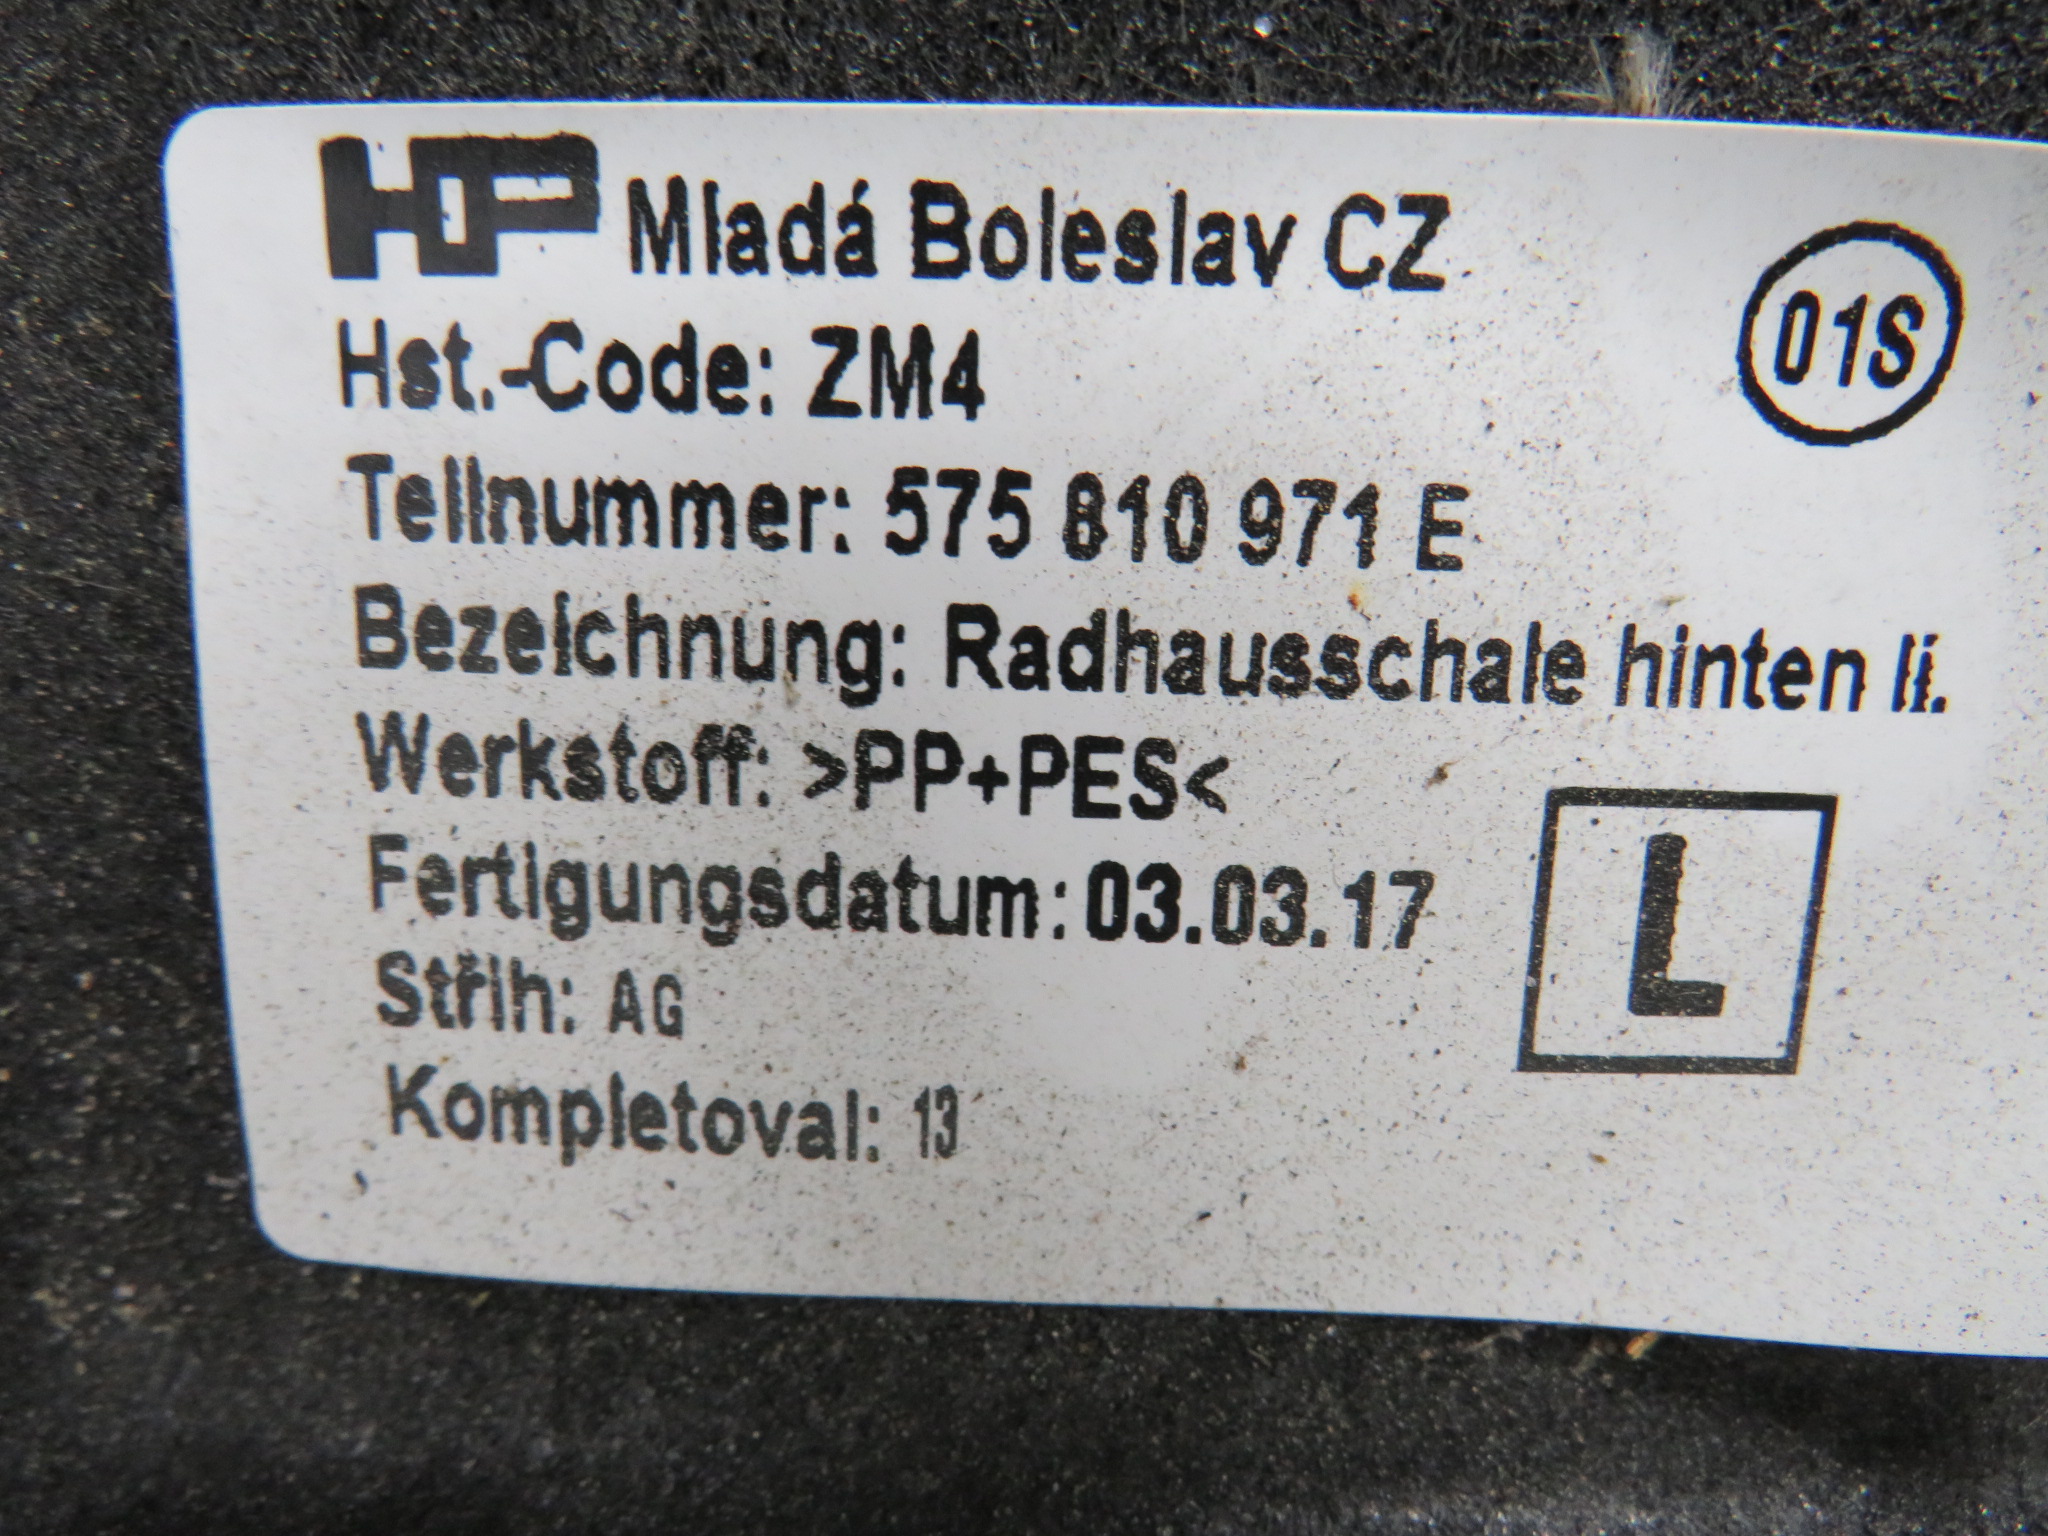 HP Mladá Boleslav CZ
01S
Hst.-Code: ZM4
Teilnummer: 575 810 971 E
Bezeichnung: Radhausschale hinten li.
Werkstoff: >PP+PES<
Fertigungsdatum: 03.03.17
L
Střih: AG
Kompletoval: 13